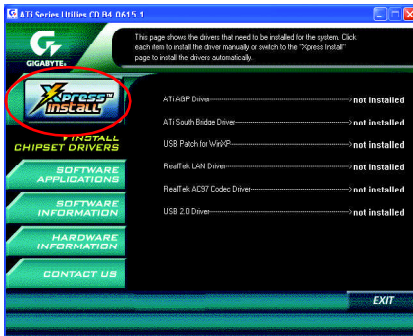 ATi Series Utilies CD B4.0615.1
GIGABYTE
This page shows the drivers that need to be installed for the system. Click
each item to install the driver manually or switch to the "Xpress Install"
page to install the drivers automatically.
Xpress™
INSTALL
INSTALL
CHIPSET DRIVERS
SOFTWARE
APPLICATIONS
SOFTWARE
INFORMATION
HARDWARE
INFORMATION
CONTACT US
ATi AGP Driver not installed
ATi South Bridge Driver not installed
USB Patch for WinXP not installed
RealTek LAN Driver not installed
RealTek AC97 Codec Driver not installed
USB 2.0 Driver not installed
EXIT